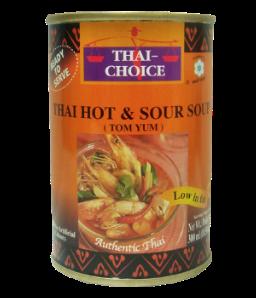 READY
TO
SERVE
THAI-
CHOICE
THAI HOT & SOUR SOUP
( TOM YUM )
Low In Fat
Authentic Thai